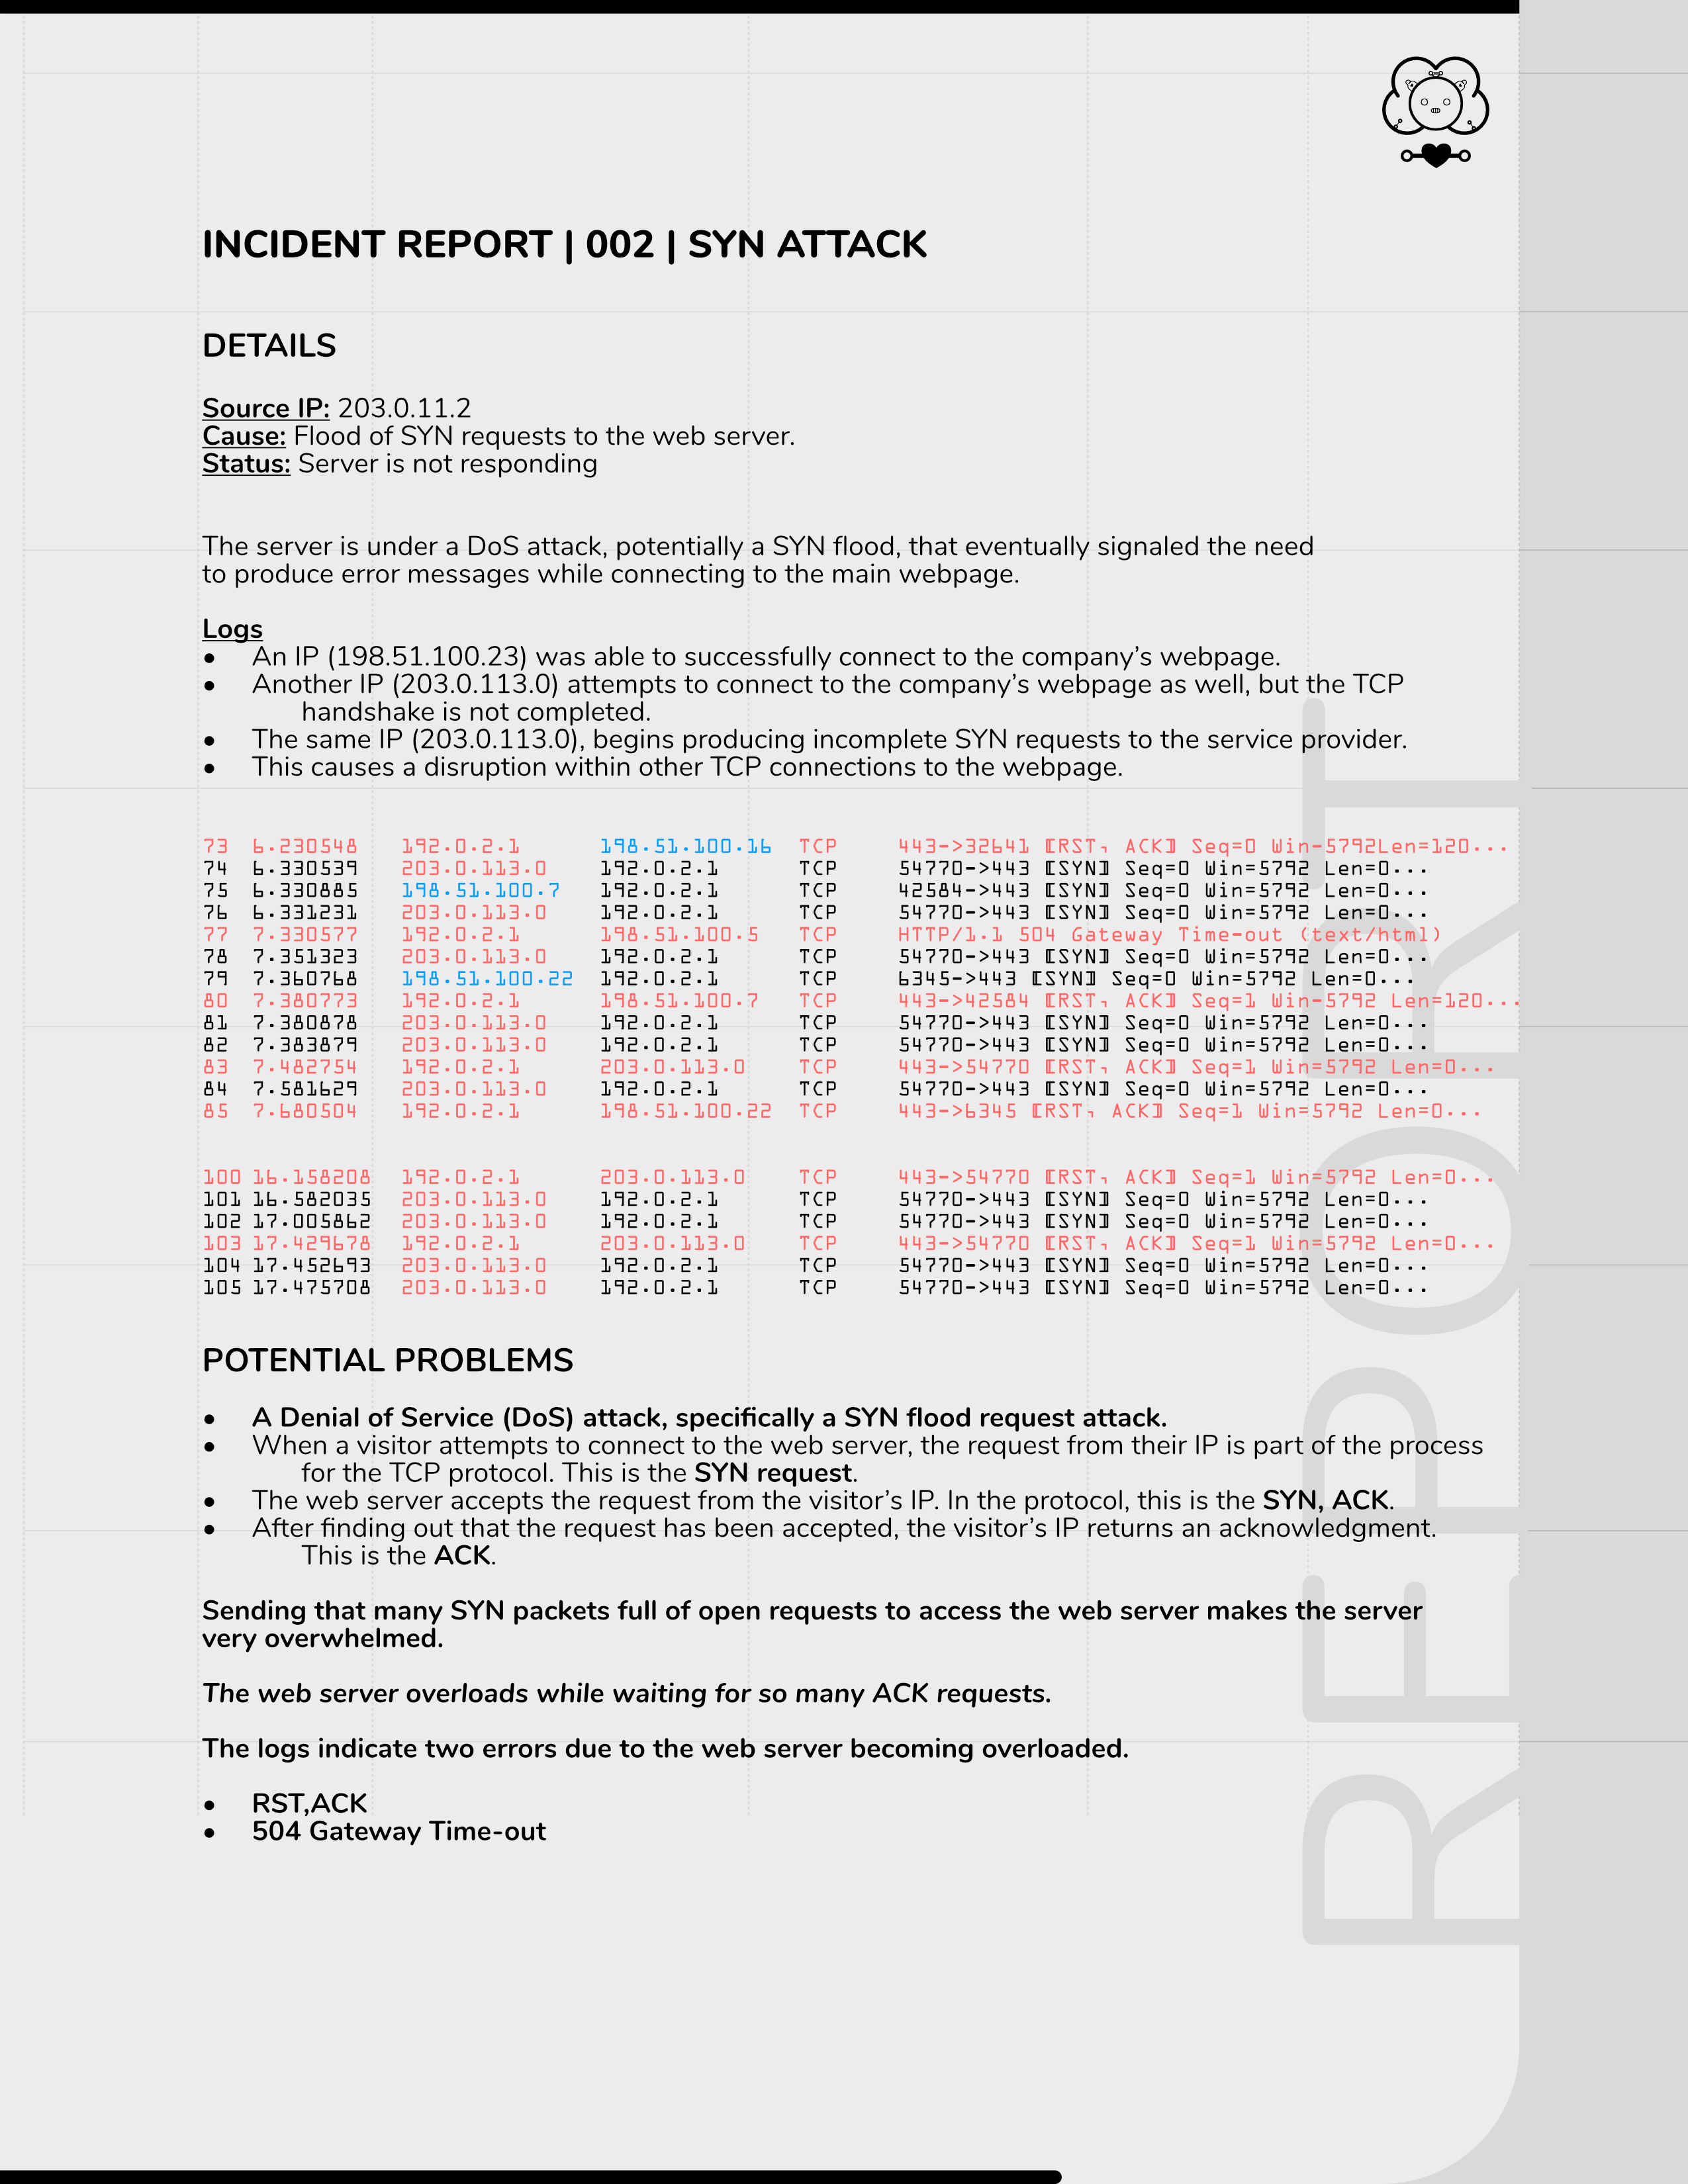 INCIDENT REPORT | 002 | SYN ATTACK
DETAILS
Source IP: 203.0.11.2
Cause: Flood of SYN requests to the web server.
Status: Server is not responding
The server is under a DoS attack, potentially a SYN flood, that eventually signaled the need
to produce error messages while connecting to the main webpage.
Logs
• An IP (198.51.100.23) was able to successfully connect to the company’s webpage.
• Another IP (203.0.113.0) attempts to connect to the company’s webpage as well, but the TCP
handshake is not completed.
• The same IP (203.0.113.0), begins producing incomplete SYN requests to the service provider.
• This causes a disruption within other TCP connections to the webpage.
73 6.230548 192.0.2.1 198.51.100.16 TCP 443->32641 [RST, ACK] Seq=0 Win-5792Len=120...
74 6.330539 203.0.113.0 192.0.2.1 TCP 54770->443 [SYN] Seq=0 Win=5792 Len=0...
75 6.330885 198.51.100.7 192.0.2.1 TCP 42584->443 [SYN] Seq=0 Win=5792 Len=0...
76 6.331231 203.0.113.0 192.0.2.1 TCP 54770->443 [SYN] Seq=0 Win=5792 Len=0...
77 7.330577 192.0.2.1 198.51.100.5 TCP HTTP/1.1 504 Gateway Time-out (text/html)
78 7.351323 203.0.113.0 192.0.2.1 TCP 54770->443 [SYN] Seq=0 Win=5792 Len=0...
79 7.360768 198.51.100.22 192.0.2.1 TCP 6345->443 [SYN] Seq=0 Win=5792 Len=0...
80 7.380773 192.0.2.1 198.51.100.7 TCP 443->42584 [RST, ACK] Seq=1 Win-5792 Len=120...
81 7.380878 203.0.113.0 192.0.2.1 TCP 54770->443 [SYN] Seq=0 Win=5792 Len=0...
82 7.383879 203.0.113.0 192.0.2.1 TCP 54770->443 [SYN] Seq=0 Win=5792 Len=0...
83 7.482754 192.0.2.1 203.0.113.0 TCP 443->54770 [RST, ACK] Seq=1 Win=5792 Len=0...
84 7.581629 203.0.113.0 192.0.2.1 TCP 54770->443 [SYN] Seq=0 Win=5792 Len=0...
85 7.680504 192.0.2.1 198.51.100.22 TCP 443->6345 [RST, ACK] Seq=1 Win=5792 Len=0...
100 16.158208 192.0.2.1 203.0.113.0 TCP 443->54770 [RST, ACK] Seq=1 Win=5792 Len=0...
101 16.582035 203.0.113.0 192.0.2.1 TCP 54770->443 [SYN] Seq=0 Win=5792 Len=0...
102 17.005862 203.0.113.0 192.0.2.1 TCP 54770->443 [SYN] Seq=0 Win=5792 Len=0...
103 17.429678 192.0.2.1 203.0.113.0 TCP 443->54770 [RST, ACK] Seq=1 Win=5792 Len=0...
104 17.452693 203.0.113.0 192.0.2.1 TCP 54770->443 [SYN] Seq=0 Win=5792 Len=0...
105 17.475708 203.0.113.0 192.0.2.1 TCP 54770->443 [SYN] Seq=0 Win=5792 Len=0...
POTENTIAL PROBLEMS
• A Denial of Service (DoS) attack, specifically a SYN flood request attack.
• When a visitor attempts to connect to the web server, the request from their IP is part of the process
for the TCP protocol. This is the SYN request.
• The web server accepts the request from the visitor’s IP. In the protocol, this is the SYN, ACK.
• After finding out that the request has been accepted, the visitor’s IP returns an acknowledgment.
This is the ACK.
Sending that many SYN packets full of open requests to access the web server makes the server
very overwhelmed.
The web server overloads while waiting for so many ACK requests.
The logs indicate two errors due to the web server becoming overloaded.
• RST,ACK
• 504 Gateway Time-out
REPORT